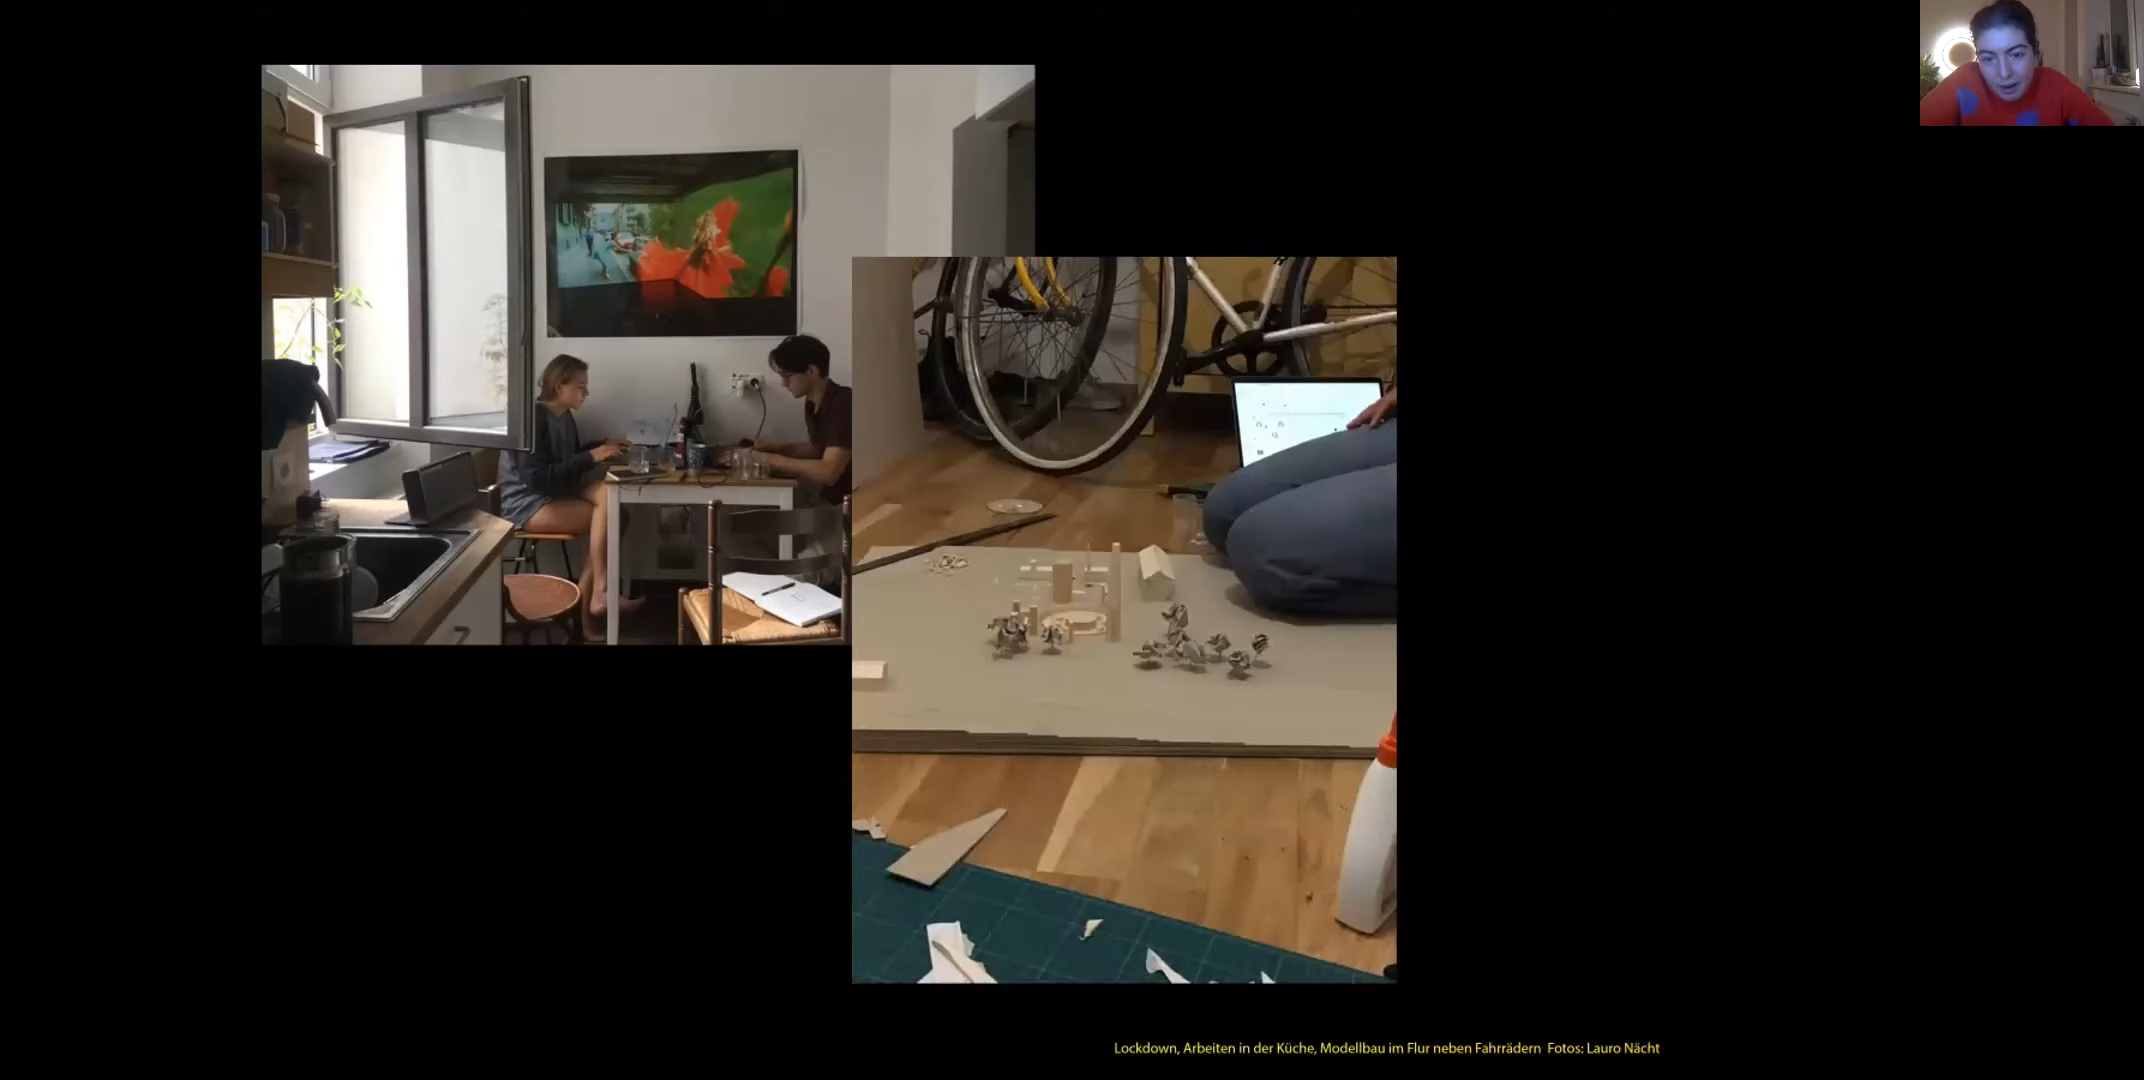 Lockdown, Arbeiten in der Küche, Modellbau im Flur neben Fahrrädern  Fotos: Lauro Nächt